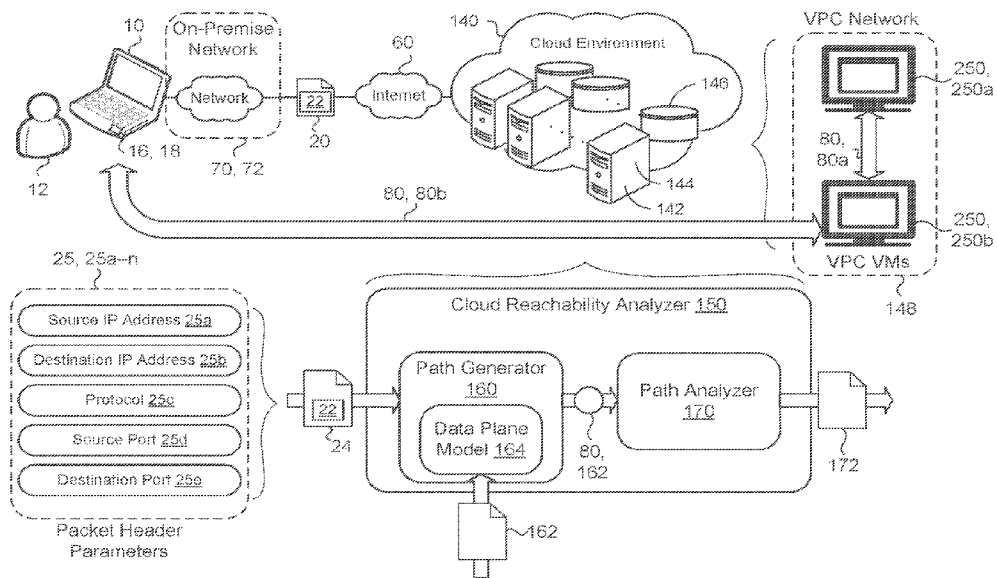 10
On-Premise
Network
Network
22
20
60
Internet
16, 18
70, 72
12
140
Cloud Environment
146
144
142
VPC Network
250,
250a
80,
80a
250,
250b
VPC VMs
148
80, 80b
25, 25a–n
Source IP Address 25a
Destination IP Address 25b
Protocol 25c
Source Port 25d
Destination Port 25e
Packet Header
Parameters
22
24
Cloud Reachability Analyzer 150
Path Generator
160
Data Plane
Model 164
80,
162
Path Analyzer
170
172
162